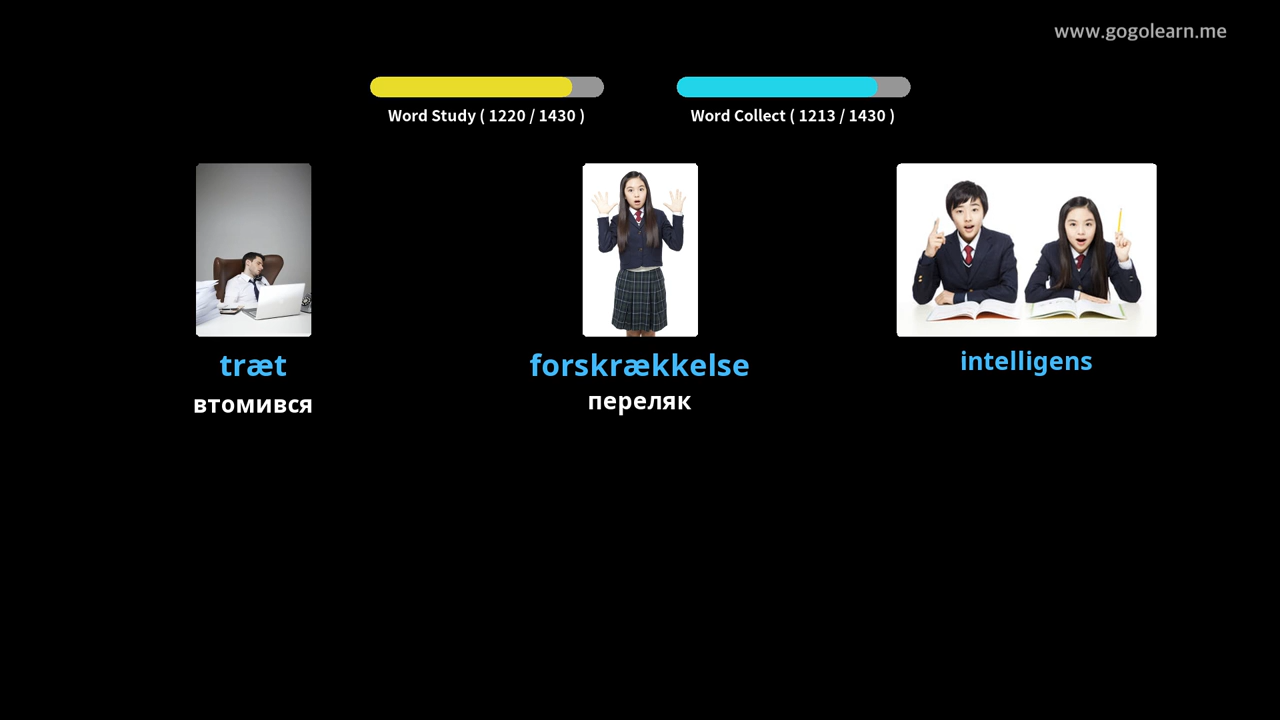 www.gogolearn.me
Word Study ( 1220 / 1430 )
Word Collect ( 1213 / 1430 )
træt
forskrækkelse
intelligens
втомився
переляк